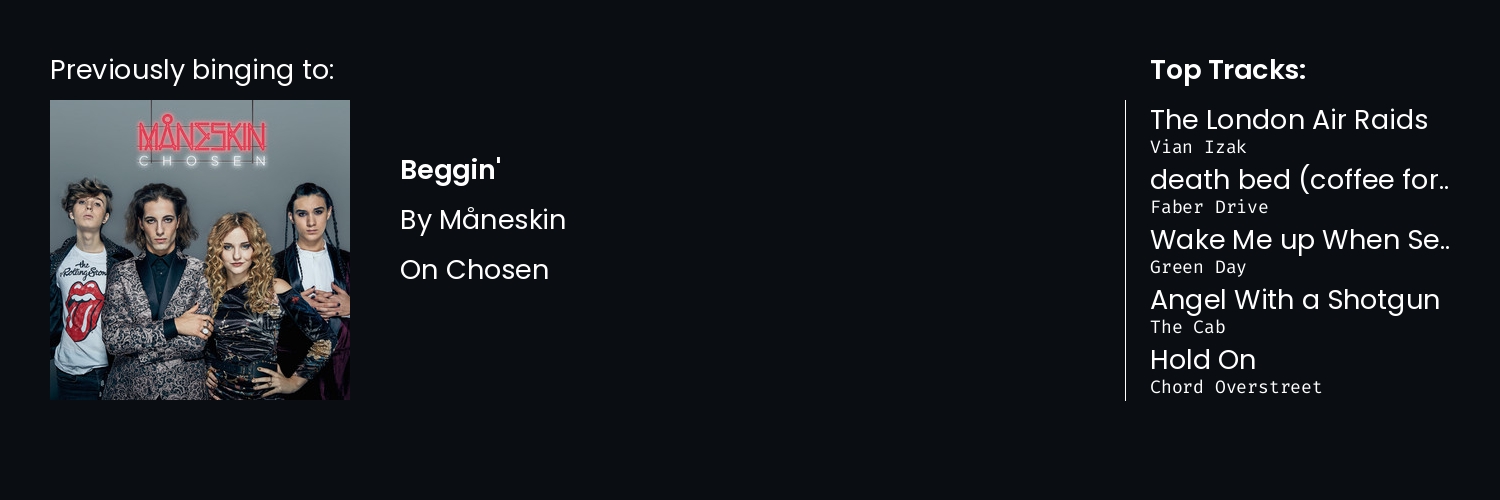 Previously binging to:
MÅNESKIN
CHOSEN
the
Rolling Stones
Beggin'
By Måneskin
On Chosen
Top Tracks:
The London Air Raids
Vian Izak
death bed (coffee for..
Faber Drive
Wake Me up When Se..
Green Day
Angel With a Shotgun
The Cab
Hold On
Chord Overstreet